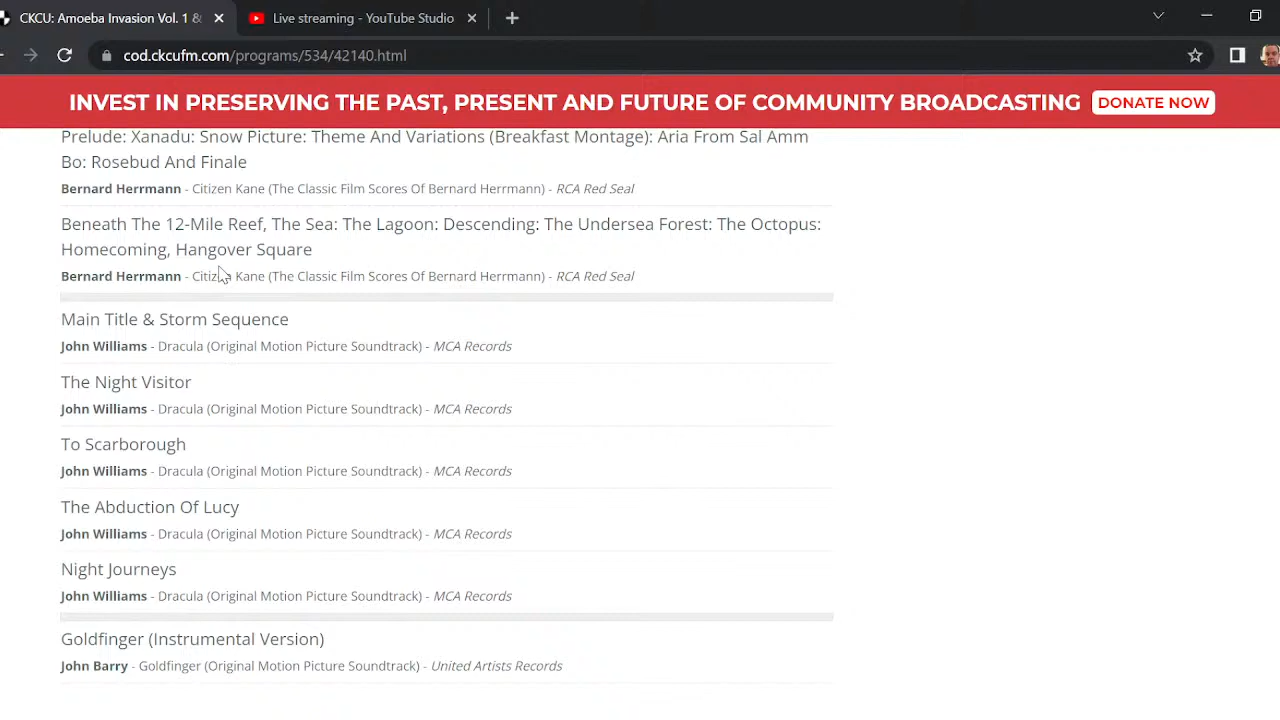 CKCU: Amoeba Invasion Vol. 1 &
Live streaming - YouTube Studio
cod.ckcufm.com/programs/534/42140.html
INVEST IN PRESERVING THE PAST, PRESENT AND FUTURE OF COMMUNITY BROADCASTING DONATE NOW
Prelude: Xanadu: Snow Picture: Theme And Variations (Breakfast Montage): Aria From Sal Amm
Bo: Rosebud And Finale
Bernard Herrmann - Citizen Kane (The Classic Film Scores Of Bernard Herrmann) - RCA Red Seal
Beneath The 12-Mile Reef, The Sea: The Lagoon: Descending: The Undersea Forest: The Octopus:
Homecoming, Hangover Square
Bernard Herrmann - Citizen Kane (The Classic Film Scores Of Bernard Herrmann) - RCA Red Seal
Main Title & Storm Sequence
John Williams - Dracula (Original Motion Picture Soundtrack) - MCA Records
The Night Visitor
John Williams - Dracula (Original Motion Picture Soundtrack) - MCA Records
To Scarborough
John Williams - Dracula (Original Motion Picture Soundtrack) - MCA Records
The Abduction Of Lucy
John Williams - Dracula (Original Motion Picture Soundtrack) - MCA Records
Night Journeys
John Williams - Dracula (Original Motion Picture Soundtrack) - MCA Records
Goldfinger (Instrumental Version)
John Barry - Goldfinger (Original Motion Picture Soundtrack) - United Artists Records